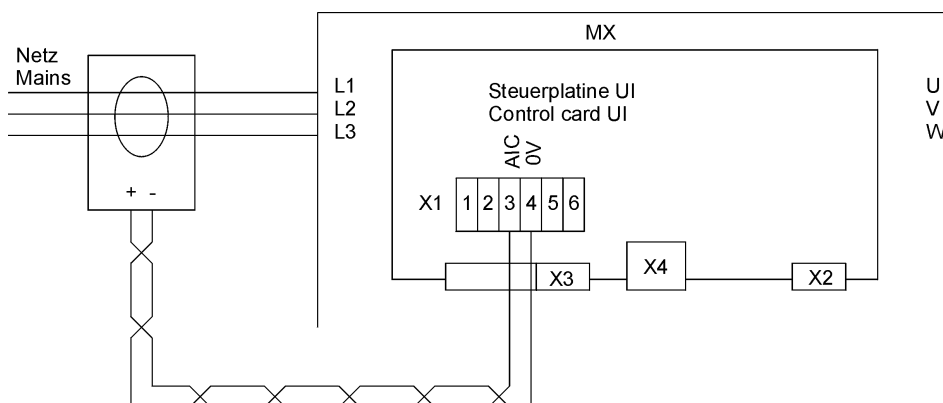 MX
Netz
Mains
L1
L2
L3
Steuerplatine UI
Control card UI
U
V
W
AIC
0V
+ -
X1 1 2 3 4 5 6
X3
X4
X2